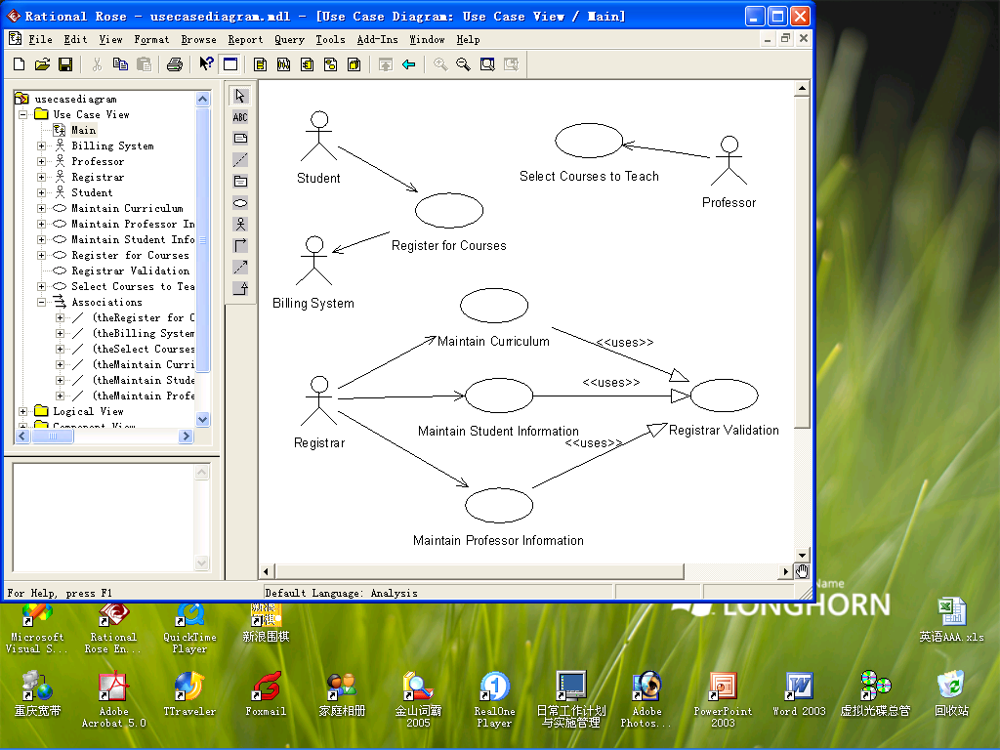 Rational Rose - usecasediagram.mdl - [Use Case Diagram: Use Case View / Main]
File Edit View Format Browse Report Query Tools Add-Ins Window Help
usecasediagram
Use Case View
Main
Billing System
Professor
Registrar
Student
Maintain Curriculum
Maintain Professor In
Maintain Student Info
Register for Courses
Registrar Validation
Select Courses to Tea
Associations
(theRegister for C
(theBilling System
(theSelect Courses
(theMaintain Curri
(theMaintain Stude
(theMaintain Profe
Logical View
Component View
ABC
Student
Select Courses to Teach
Professor
Register for Courses
Billing System
Maintain Curriculum
<<uses>>
<<uses>>
Maintain Student Information
Registrar Validation
<<uses>>
Registrar
Maintain Professor Information
For Help, press F1
Default Language: Analysis
Name
LONGHORN
Microsoft
Visual S...
Rational
Rose En...
QuickTime
Player
新浪围棋
英语AAA.xls
重庆宽带
Adobe
Acrobat 5.0
TTraveler
Foxmail
家庭相册
金山词霸
2005
RealOne
Player
日常工作计划
与实施管理
Adobe
Photos...
PowerPoint
2003
Word 2003
虚拟光碟总管
回收站